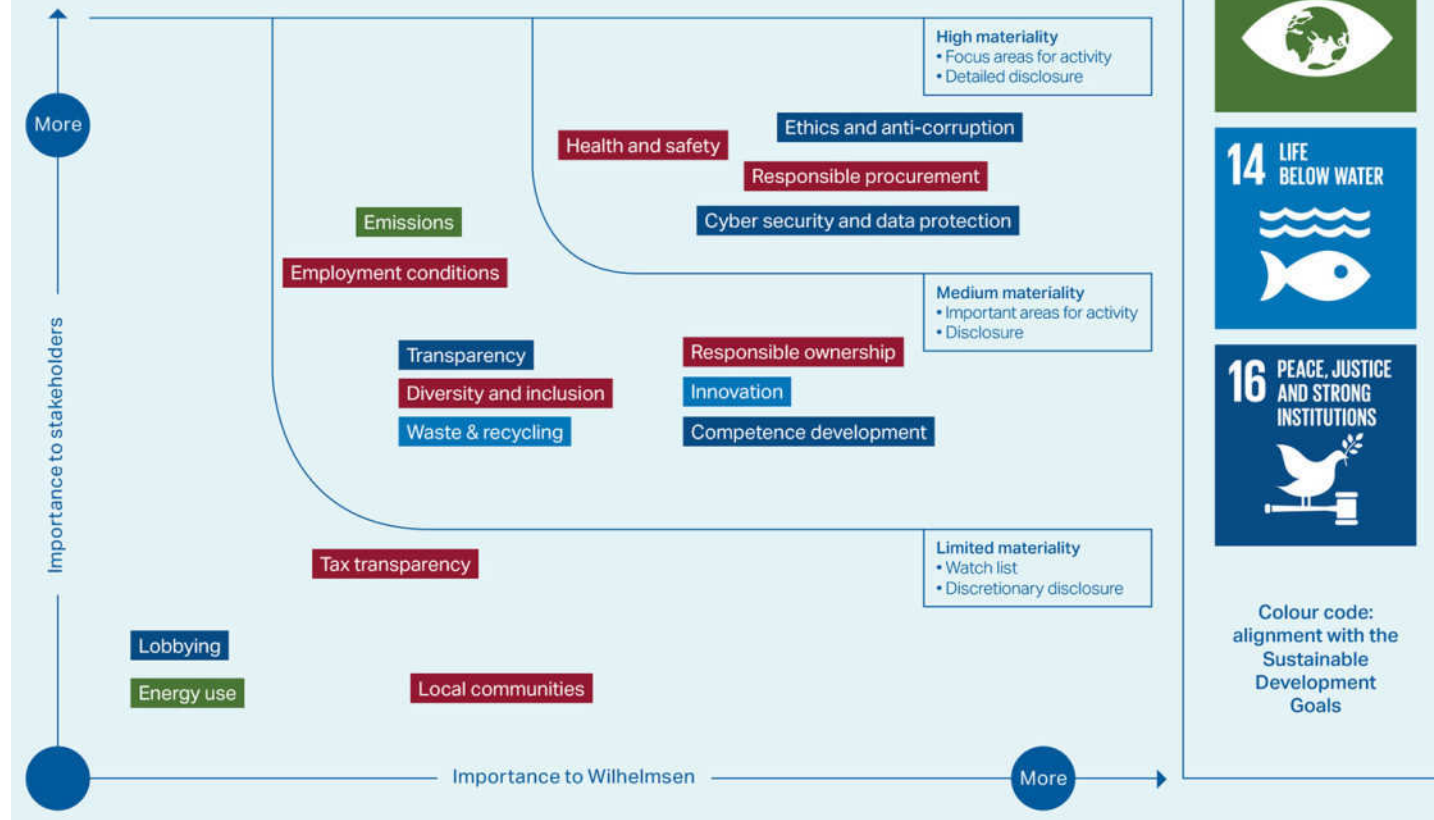 High materiality
• Focus areas for activity
• Detailed disclosure
More
Ethics and anti-corruption
Health and safety
Responsible procurement
Cyber security and data protection
Emissions
Employment conditions
Medium materiality
• Important areas for activity
• Disclosure
Transparency
Responsible ownership
Diversity and inclusion
Innovation
Waste & recycling
Competence development
Importance to stakeholders
Limited materiality
• Watch list
• Discretionary disclosure
Tax transparency
Lobbying
Energy use
Local communities
Importance to Wilhelmsen
More
14 LIFE
BELOW WATER
16 PEACE, JUSTICE
AND STRONG
INSTITUTIONS
Colour code:
alignment with the
Sustainable
Development
Goals